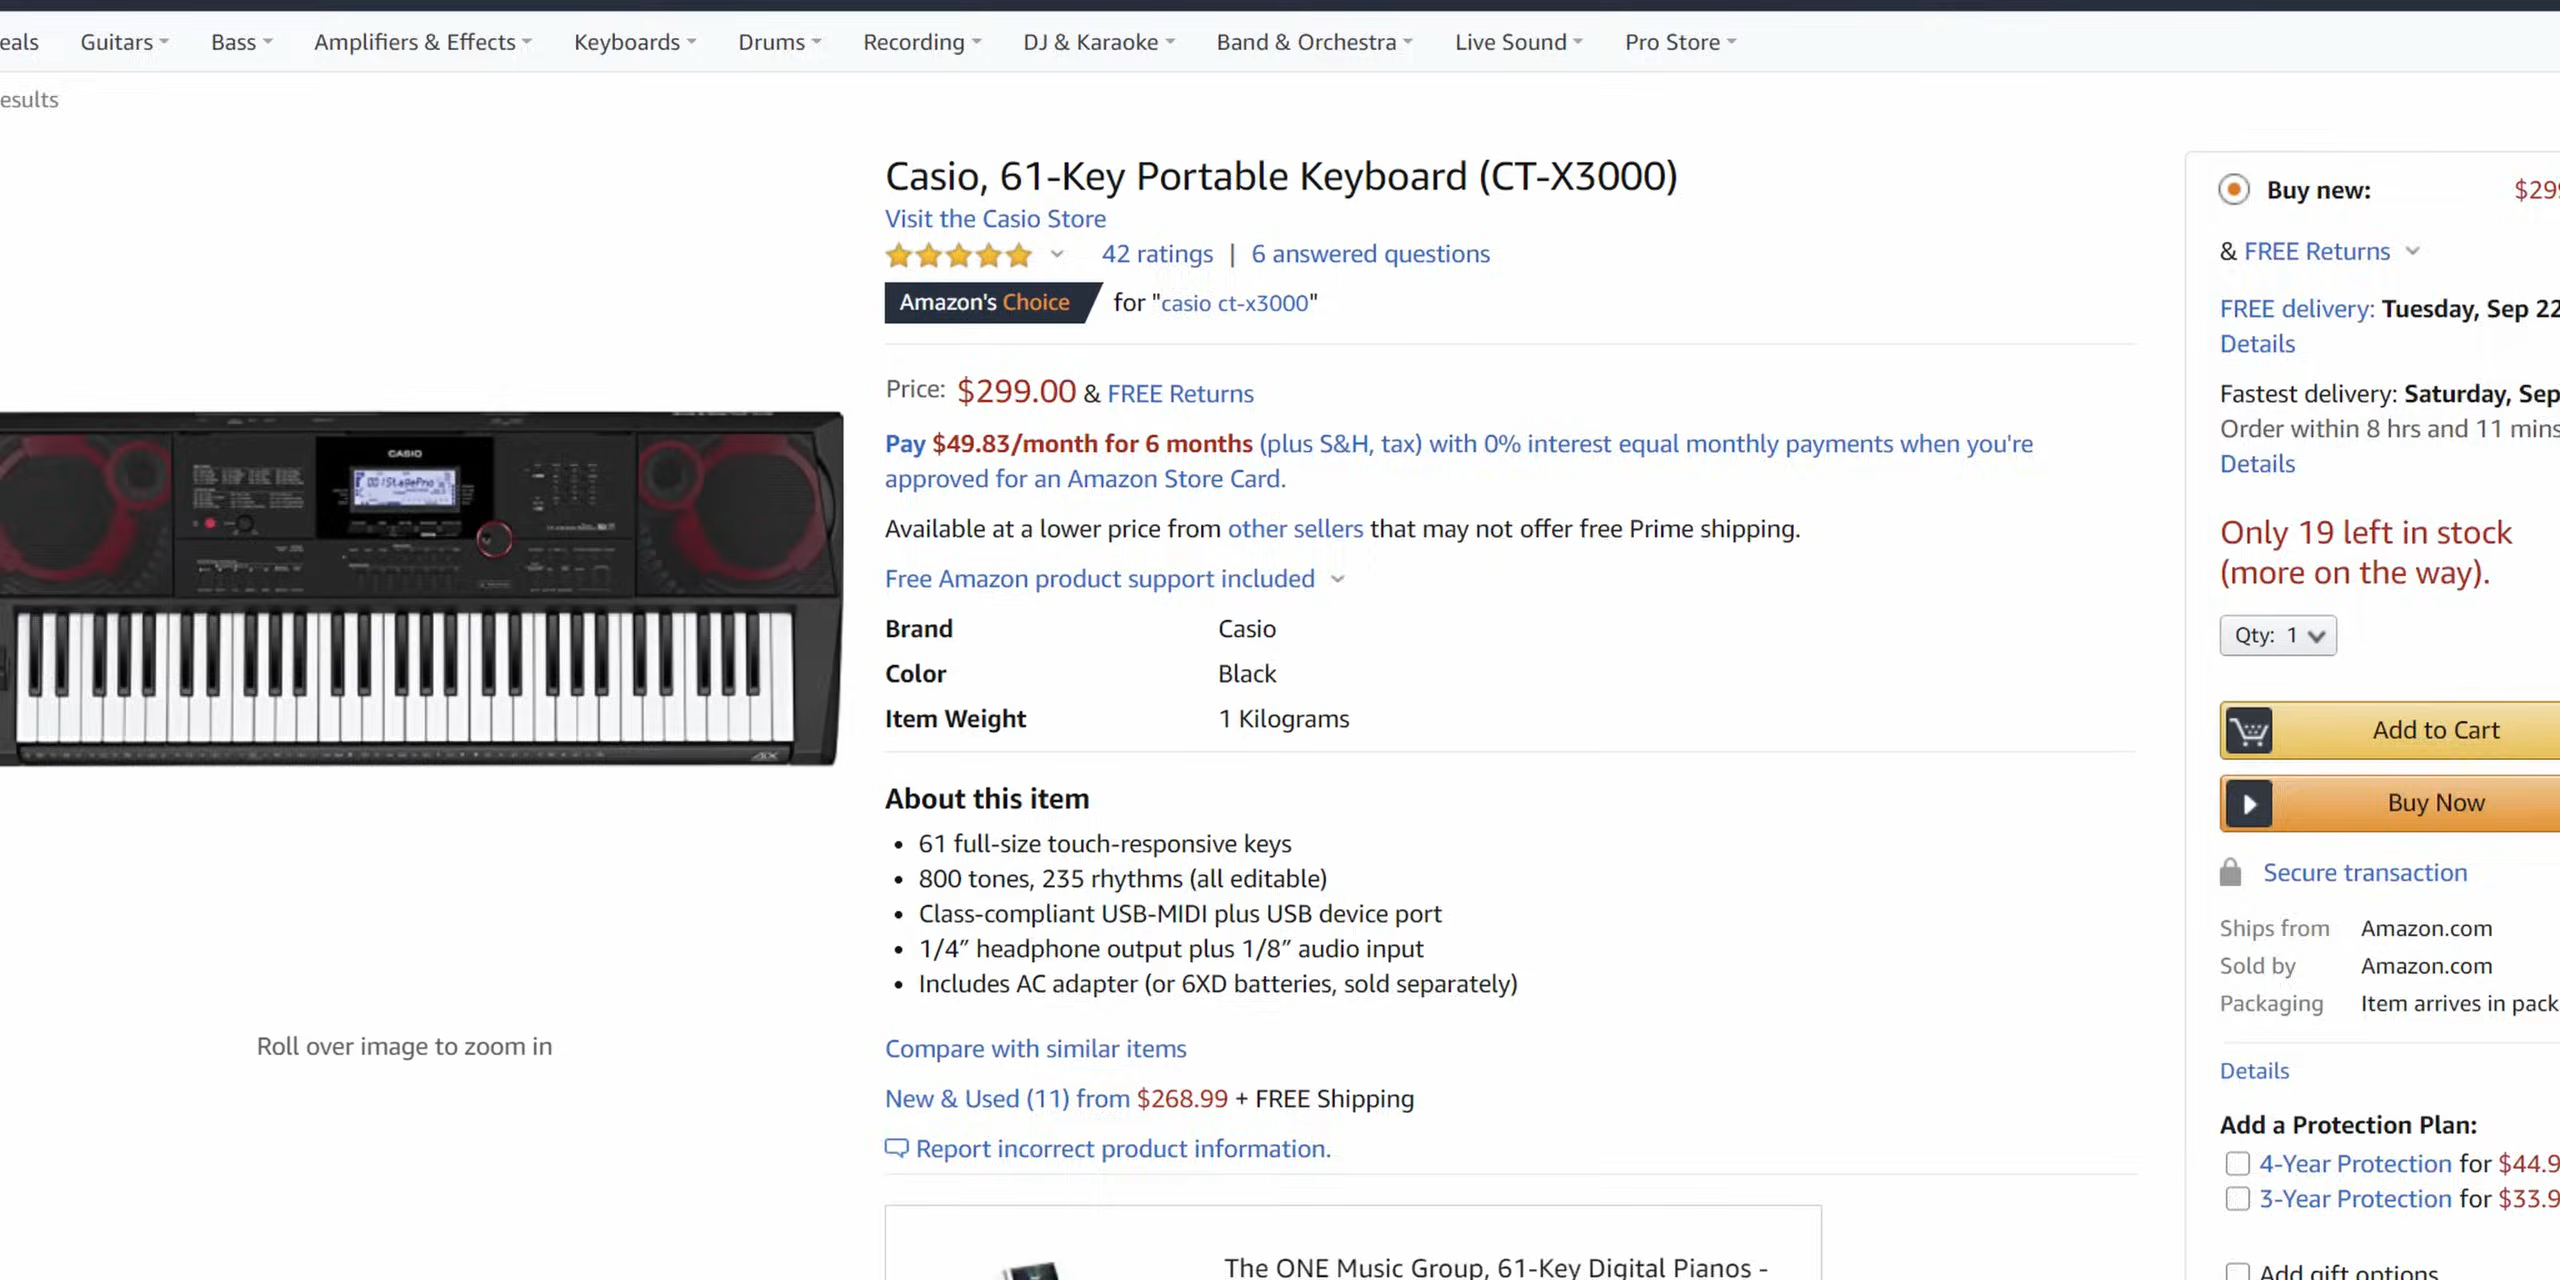 eals Guitars Bass Amplifiers & Effects Keyboards Drums Recording DJ & Karaoke Band & Orchestra Live Sound Pro Store
esults
CASIO
001StagePno
AiX
Roll over image to zoom in
Casio, 61-Key Portable Keyboard (CT-X3000)
Visit the Casio Store
42 ratings | 6 answered questions
Amazon's Choice for "casio ct-x3000"
Price: $299.00 & FREE Returns
Pay $49.83/month for 6 months (plus S&H, tax) with 0% interest equal monthly payments when you're
approved for an Amazon Store Card.
Available at a lower price from other sellers that may not offer free Prime shipping.
Free Amazon product support included
Brand Casio
Color Black
Item Weight 1 Kilograms
About this item
• 61 full-size touch-responsive keys
• 800 tones, 235 rhythms (all editable)
• Class-compliant USB-MIDI plus USB device port
• 1/4″ headphone output plus 1/8″ audio input
• Includes AC adapter (or 6XD batteries, sold separately)
Compare with similar items
New & Used (11) from $268.99 + FREE Shipping
Report incorrect product information.
The ONE Music Group, 61-Key Digital Pianos -
Buy new: $299
& FREE Returns
FREE delivery: Tuesday, Sep 22
Details
Fastest delivery: Saturday, Sep
Order within 8 hrs and 11 mins
Details
Only 19 left in stock
(more on the way).
Qty: 1
Add to Cart
Buy Now
Secure transaction
Ships from Amazon.com
Sold by Amazon.com
Packaging Item arrives in pack
Details
Add a Protection Plan:
4-Year Protection for $44.9
3-Year Protection for $33.9
Add gift options